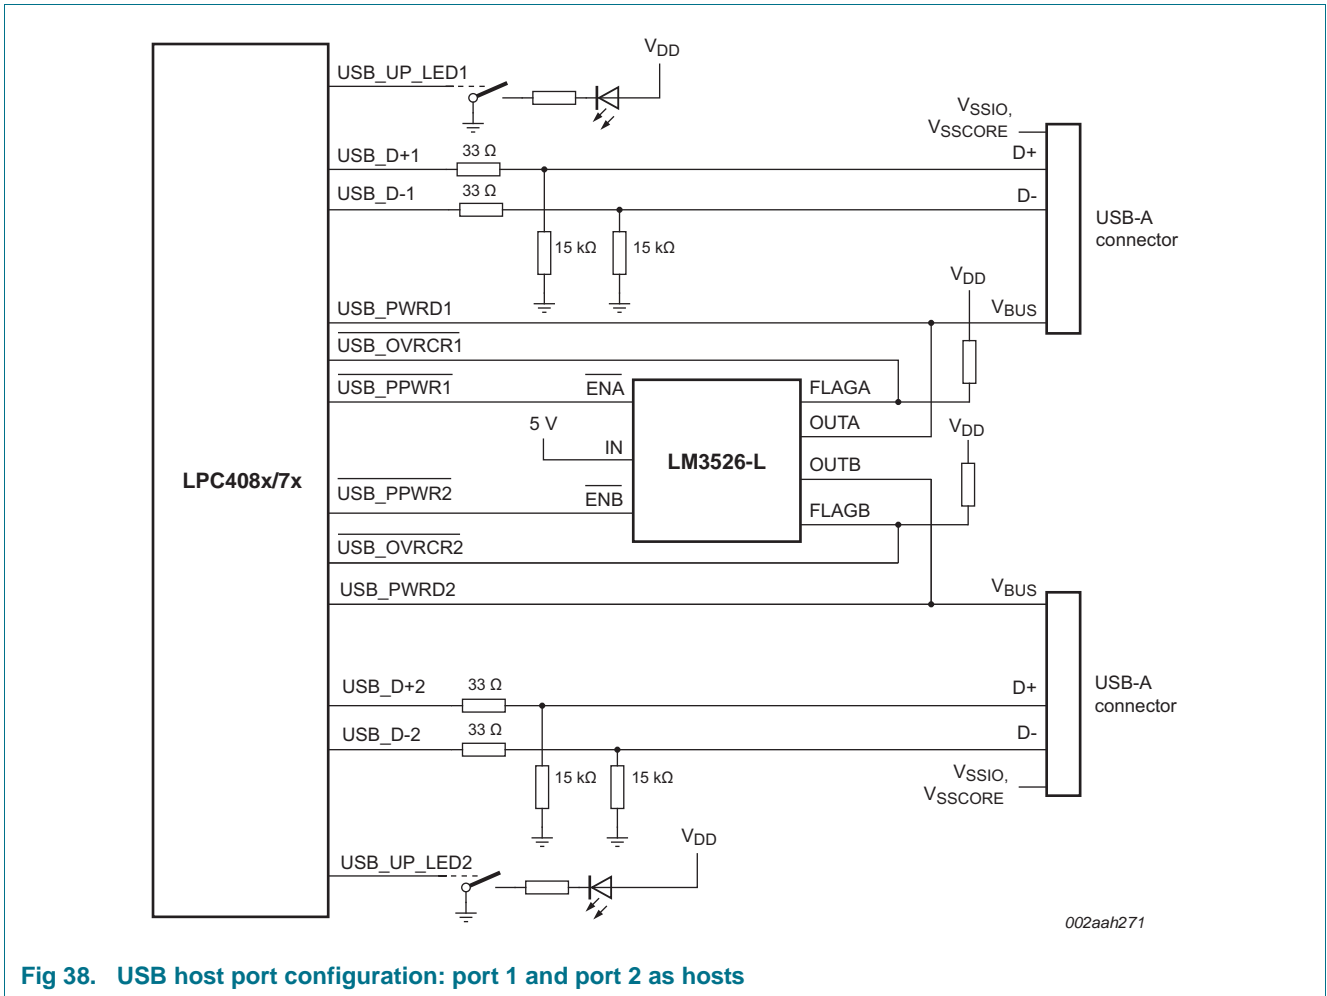 VDD
USB_UP_LED1
VSSIO,
VSSCORE
USB_D+1
33 Ω
D+
USB_D-1
33 Ω
D-
USB-A
connector
15 kΩ
15 kΩ
VDD
USB_PWRD1
VBUS
USB_OVRCR1
USB_PPWR1
ENA
FLAGA
5 V
OUTA
VDD
IN
LM3526-L
OUTB
LPC408x/7x
USB_PPWR2
ENB
FLAGB
USB_OVRCR2
USB_PWRD2
VBUS
USB_D+2
33 Ω
D+
USB-A
connector
USB_D-2
33 Ω
D-
15 kΩ
15 kΩ
VSSIO,
VSSCORE
VDD
USB_UP_LED2
002aah271
Fig 38. USB host port configuration: port 1 and port 2 as hosts